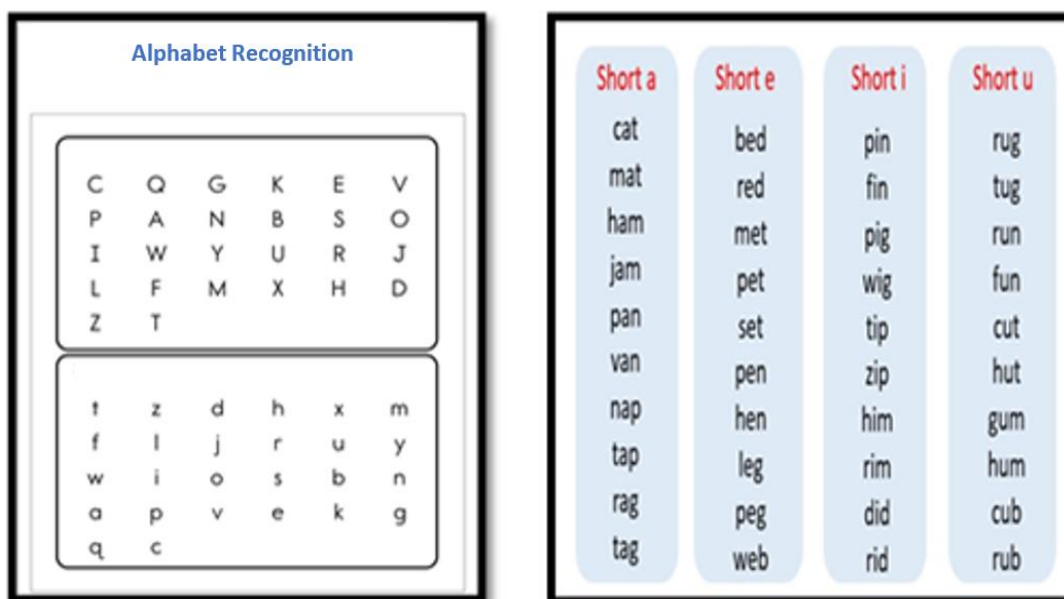 Alphabet Recognition
C Q G K E V
P A N B S O
I W Y U R J
L F M X H D
Z T
t z d h x m
f l j r u y
w i o s b n
a p v e k g
q c
Short a
cat
mat
ham
jam
pan
van
nap
tap
rag
tag
Short e
bed
red
met
pet
set
pen
hen
leg
peg
web
Short i
pin
fin
pig
wig
tip
zip
him
rim
did
rid
Short u
rug
tug
run
fun
cut
hut
gum
hum
cub
rub